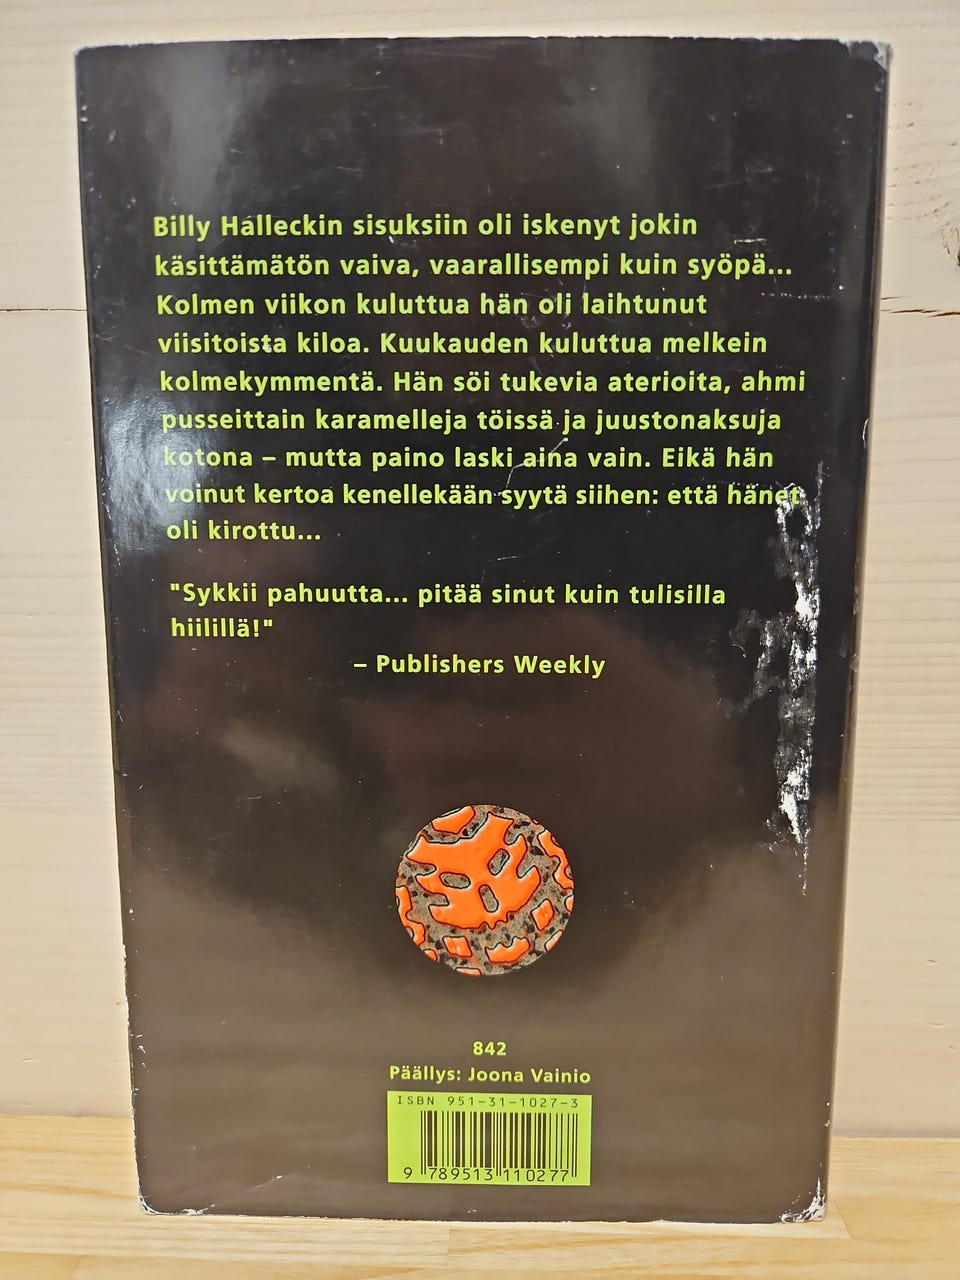 Billy Halleckin sisuksiin oli iskenyt jokin
käsittämätön vaiva, vaarallisempi kuin syöpä...
Kolmen viikon kuluttua hän oli laihtunut
viisitoista kiloa. Kuukauden kuluttua melkein
kolmekymmentä. Hän söi tukevia aterioita, ahmi
pusseittain karamelleja töissä ja juustonaksuja
kotona – mutta paino laski aina vain. Eikä hän
voinut kertoa kenellekään syytä siihen: että hänet
oli kirottu...
"Sykkii pahuutta... pitää sinut kuin tulisilla
hiilillä!"
– Publishers Weekly
842
Päällys: Joona Vainio
ISBN 951-31-1027-3
9 789513 110277